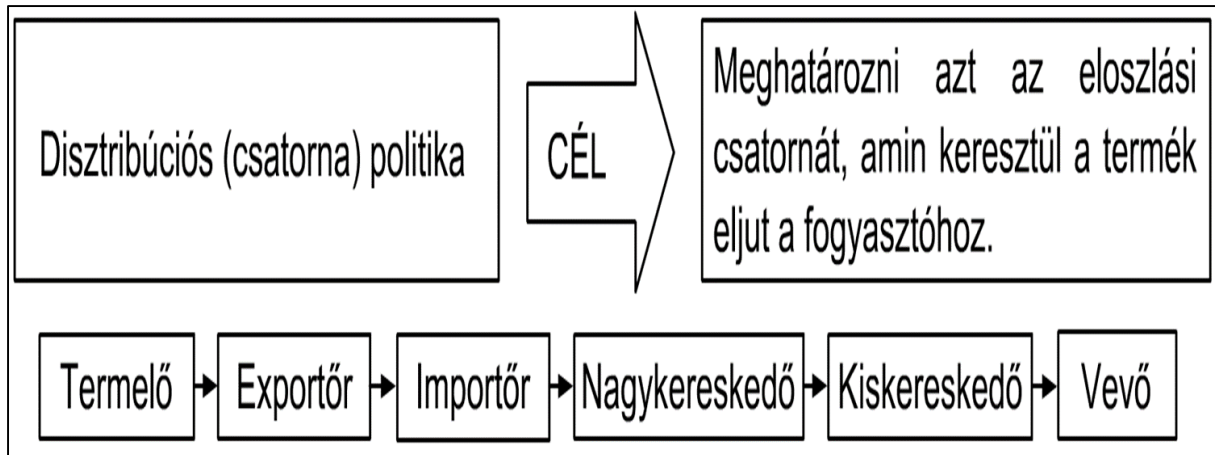 Disztribúciós (csatorna) politika
CÉL
Meghatározni azt az eloszlási
csatornát, amin keresztül a termék
eljut a fogyasztóhoz.
Termelő
Exportőr
Importőr
Nagykereskedő
Kiskereskedő
Vevő